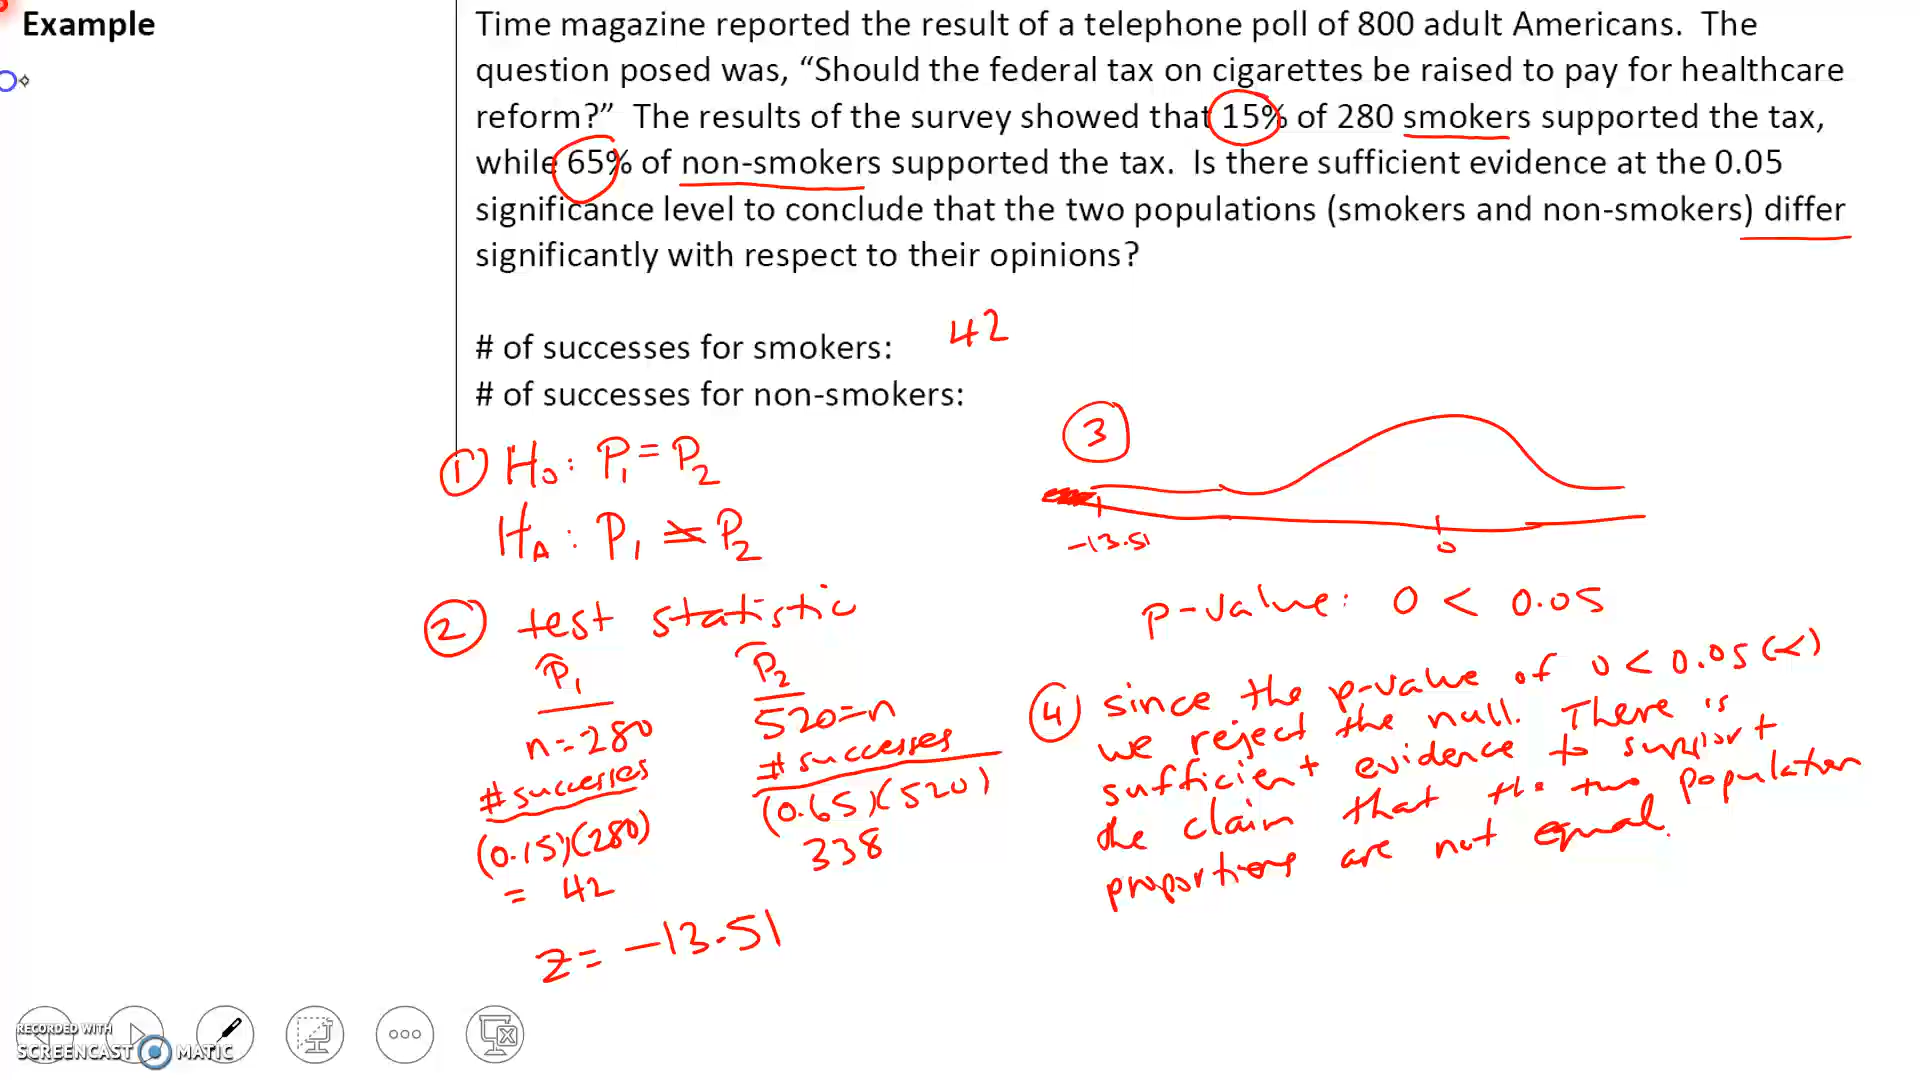 Example
Time magazine reported the result of a telephone poll of 800 adult Americans. The
question posed was, “Should the federal tax on cigarettes be raised to pay for healthcare
reform?” The results of the survey showed that 15% of 280 smokers supported the tax,
while 65% of non-smokers supported the tax. Is there sufficient evidence at the 0.05
significance level to conclude that the two populations (smokers and non-smokers) differ
significantly with respect to their opinions?
# of successes for smokers: 42
# of successes for non-smokers:
① H₀: P₁ = P₂
H_A: P₁ ≠ P₂
② test statistic
p̂₁
n=280
# successes
(0.15)(280)
= 42
p̂₂
520=n
# successes
(0.65)(520)
338
z= -13.51
③
-13.51 0
p-value: 0 < 0.05
④ since the p-value of 0 < 0.05 (α)
we reject the null. There is
sufficient evidence to support
the claim that the two population
proportions are not equal.
RECORDED WITH
SCREENCAST MATIC